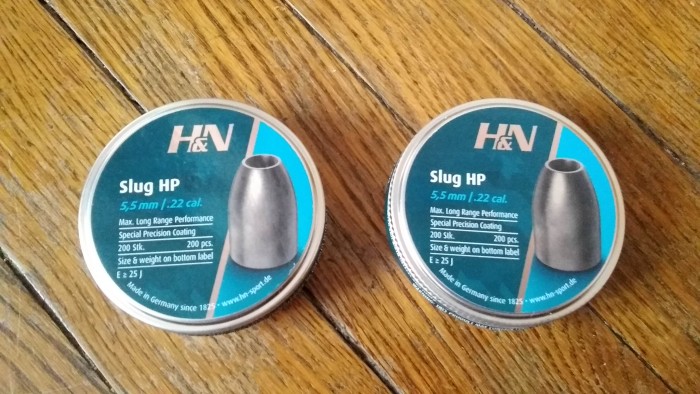 H&N
Slug HP
5,5 mm / .22 cal.
Max. Long Range Performance
Special Precision Coating
200 Stk. 200 pcs.
Size & weight on bottom label
E ≥ 25 J
Made in Germany since 1825 • www.hn-sport.de
H&N
Slug HP
5,5 mm / .22 cal.
Max. Long Range Performance
Special Precision Coating
200 Stk. 200 pcs.
Size & weight on bottom label
E ≥ 25 J
Made in Germany since 1825 • www.hn-sport.de